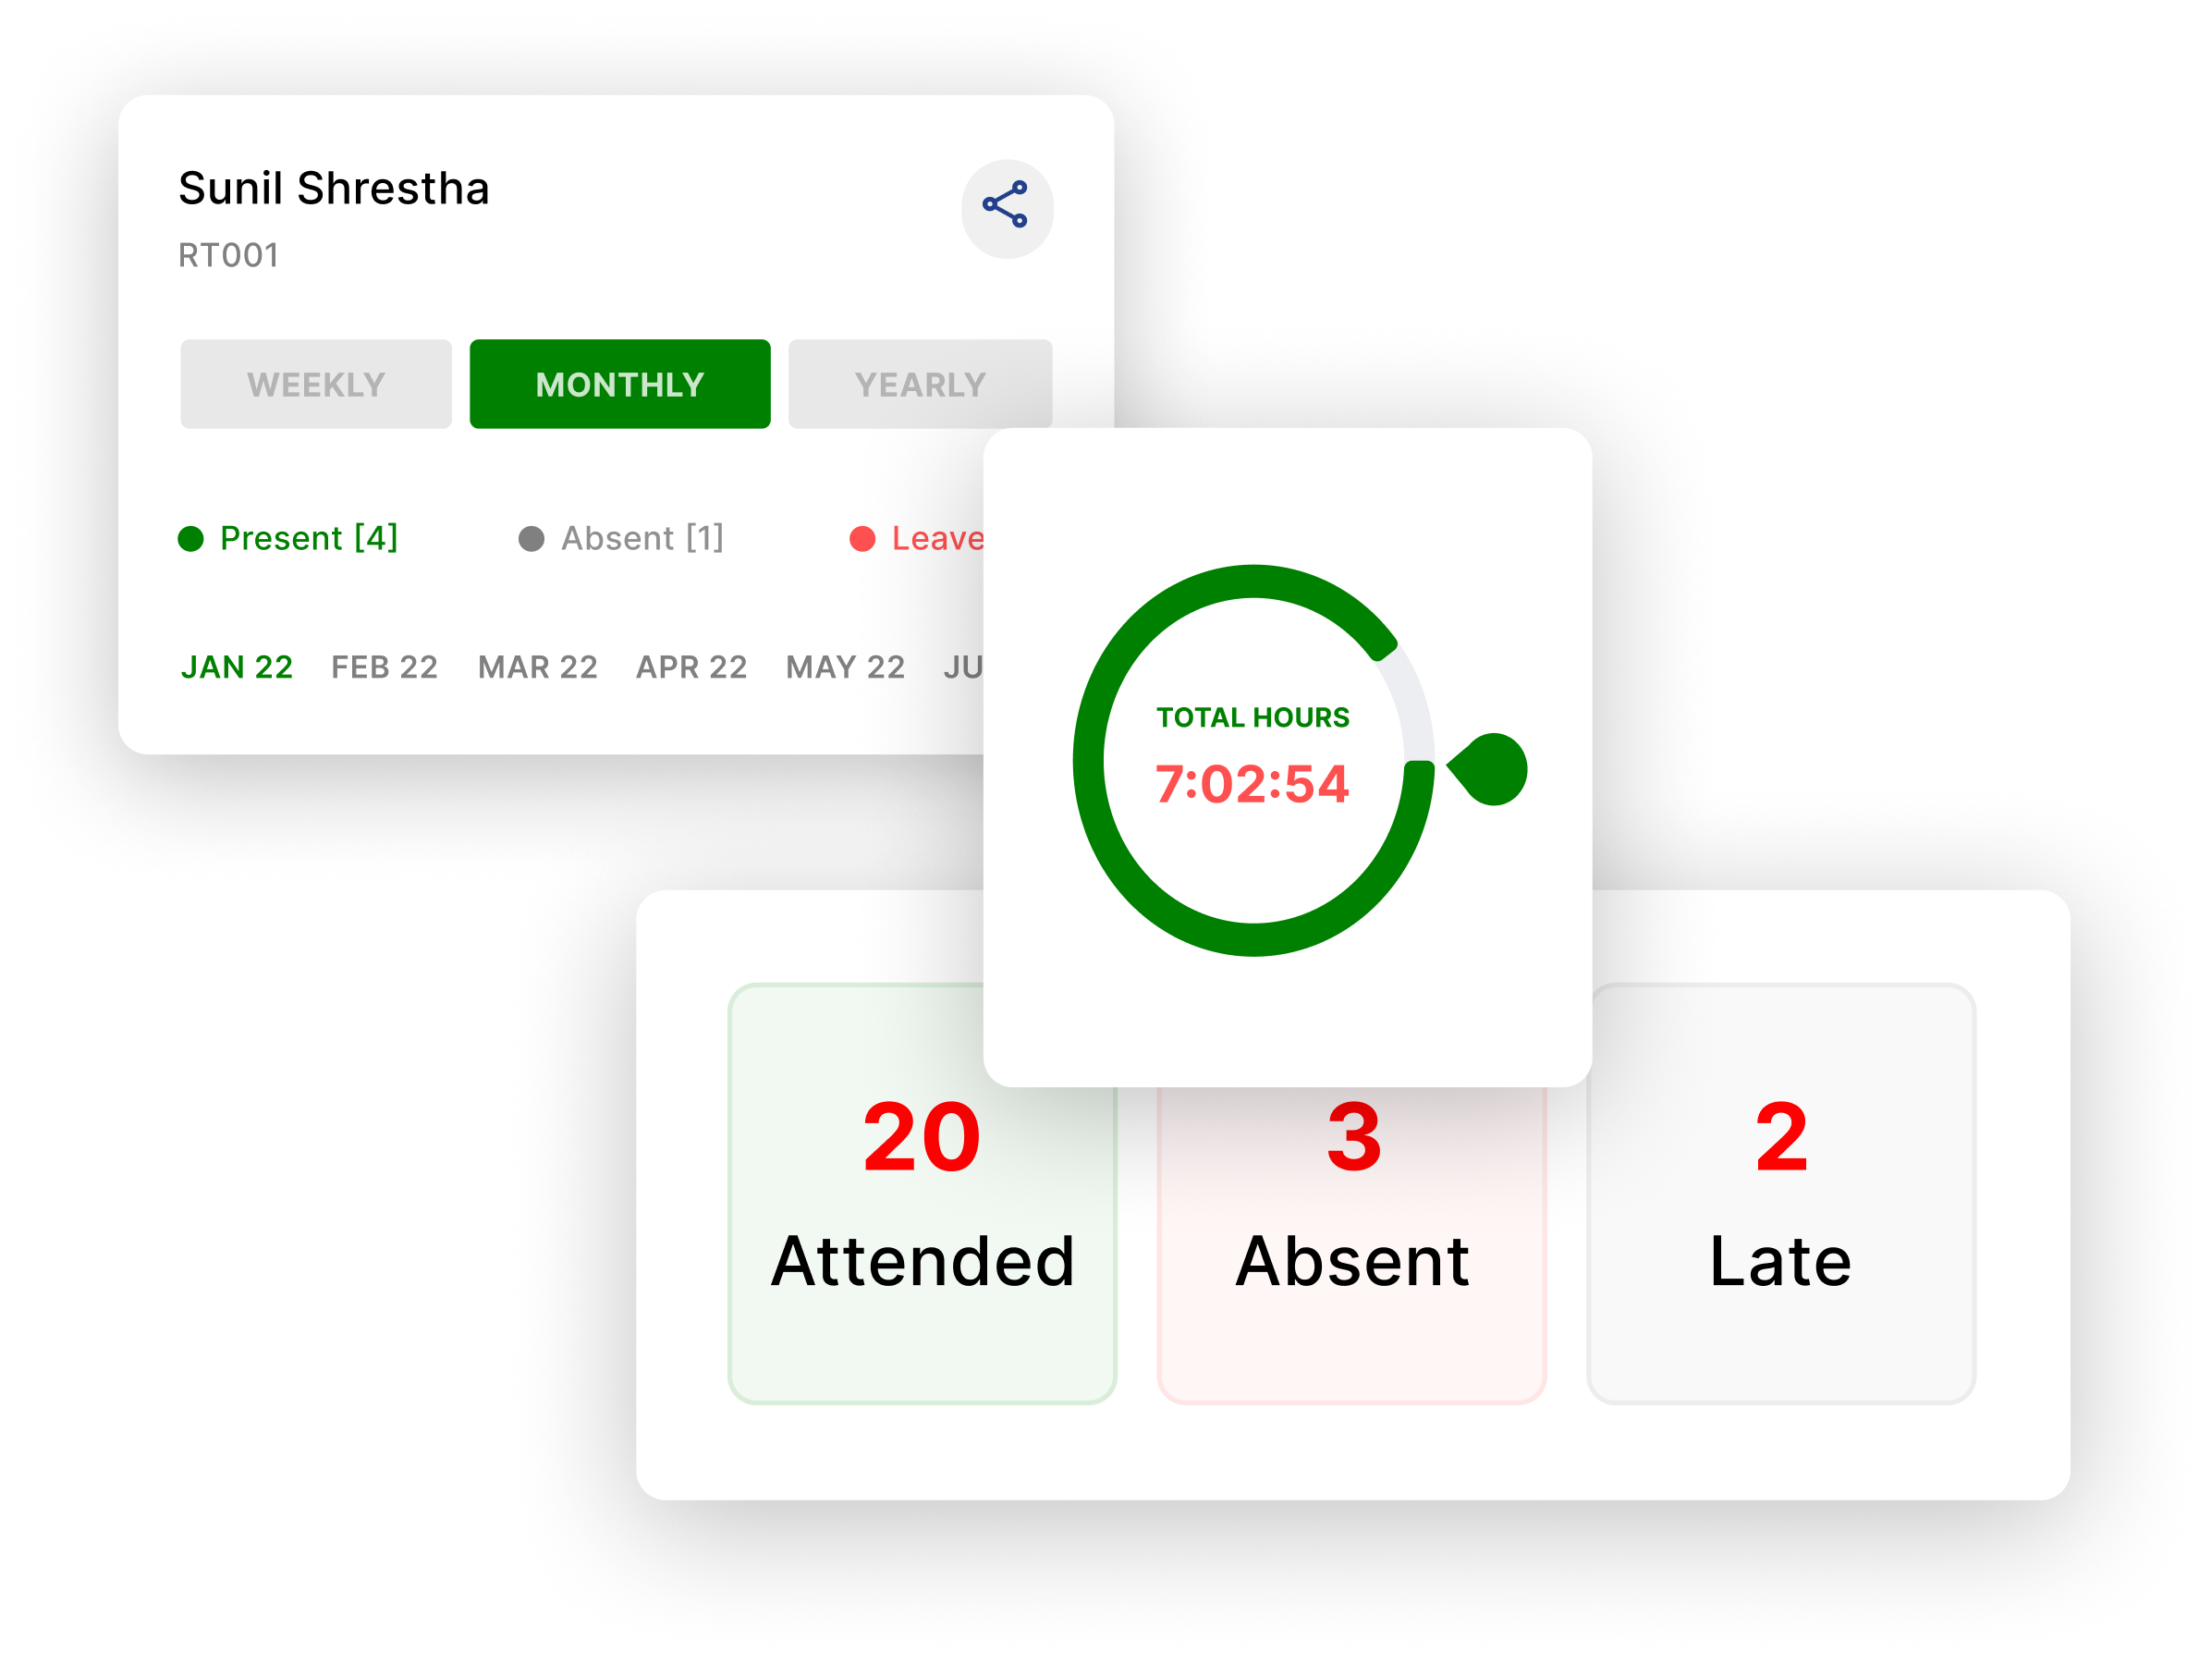 Sunil Shrestha
RT001
WEEKLY MONTHLY YEARLY
Present [4] Absent [1] Leave
JAN 22 FEB 22 MAR 22 APR 22 MAY 22
TOTAL HOURS
7:02:54
20 3 2
Attended Absent Late